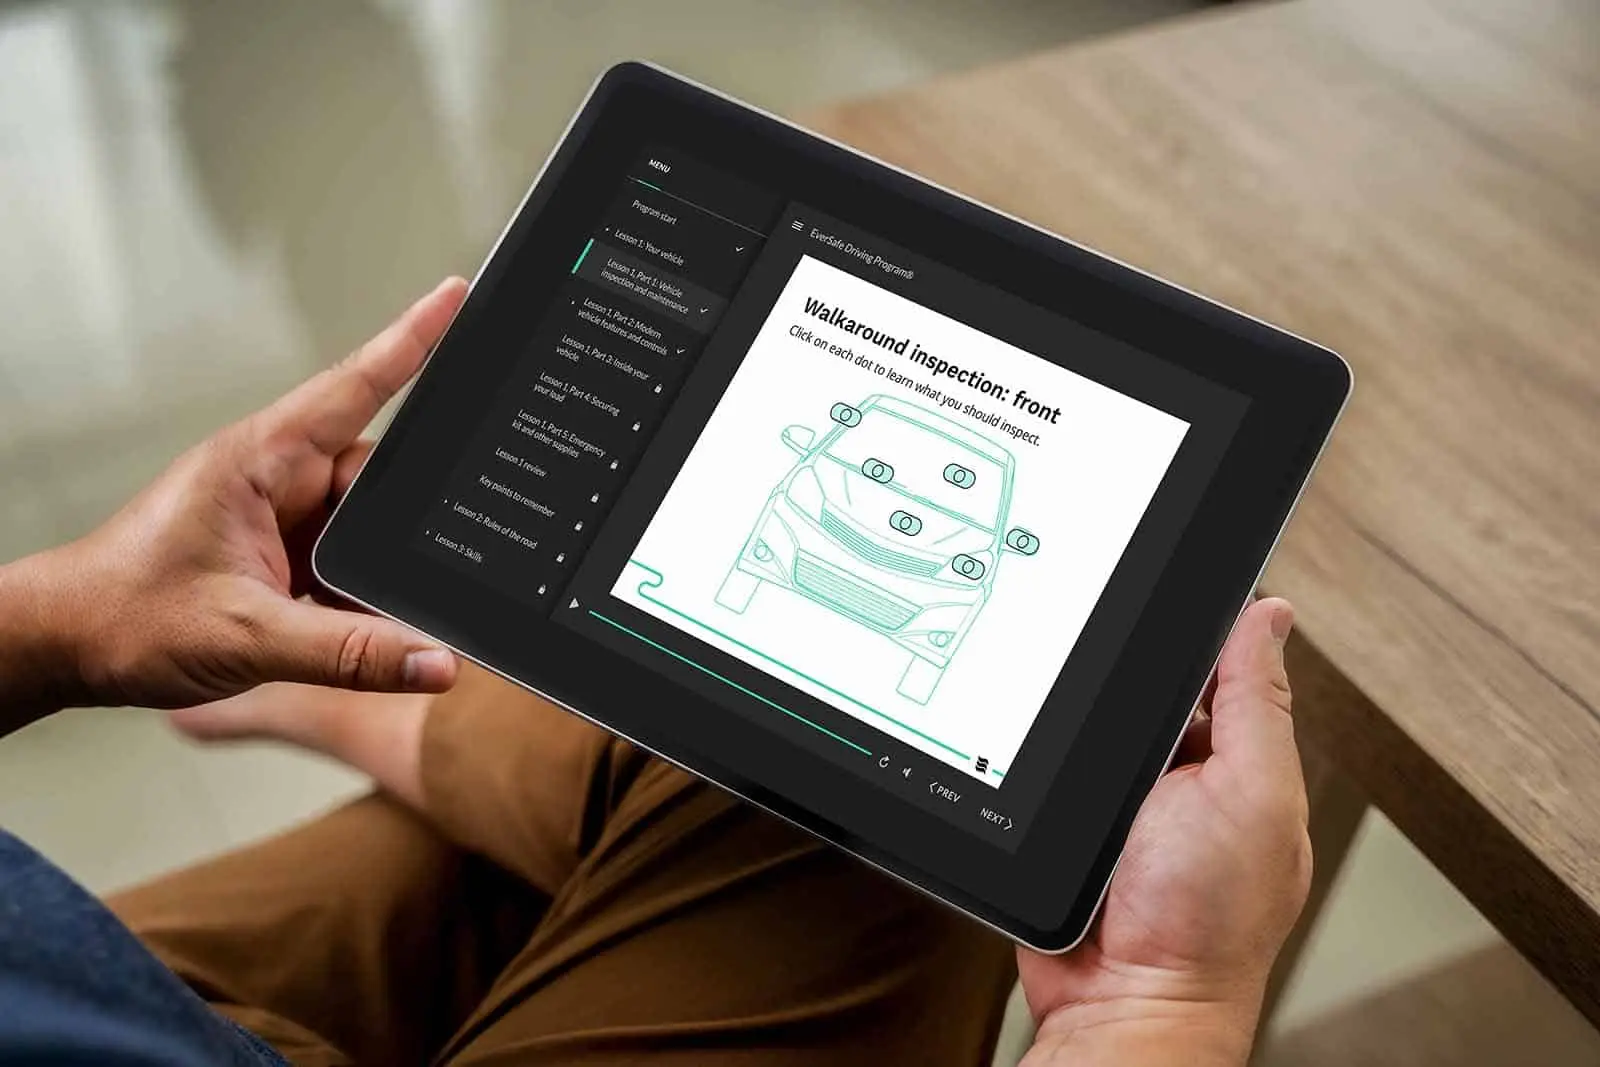 MENU
Program start
Lesson 1: Your vehicle
Lesson 1, Part 1: Vehicle
inspection and maintenance
Lesson 1, Part 2: Modern
vehicle features and controls
Lesson 1, Part 3: Inside your
vehicle
Lesson 1, Part 4: Securing
your load
Lesson 1, Part 5: Emergency
kit and other supplies
Lesson 1 review
Key points to remember
Lesson 2: Rules of the road
Lesson 3: Skills
EverSafe Driving Program®
Walkaround inspection: front
Click on each dot to learn what you should inspect.
PREV
NEXT